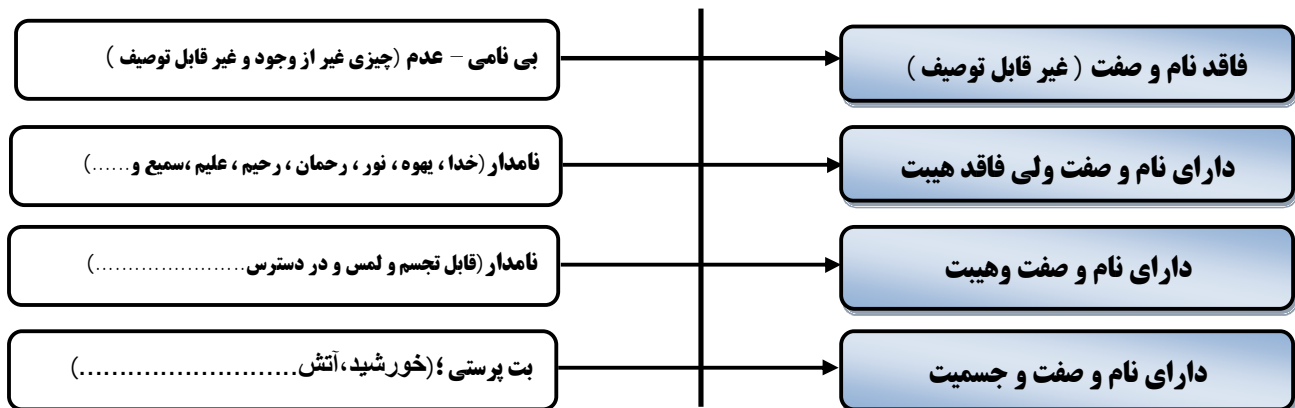 فاقد نام و صفت ( غیر قابل توصیف )
بی نامی – عدم (چیزی غیر از وجود و غیر قابل توصیف )
دارای نام و صفت ولی فاقد هیبت
نامدار (خدا ، یهوه ، نور ، رحمان ، رحیم ، علیم ،سمیع و......)
دارای نام و صفت وهیبت
نامدار (قابل تجسم و لمس و در دسترس.......................)
دارای نام و صفت و جسمیت
بت پرستی ؛(خورشید،آتش...........................)